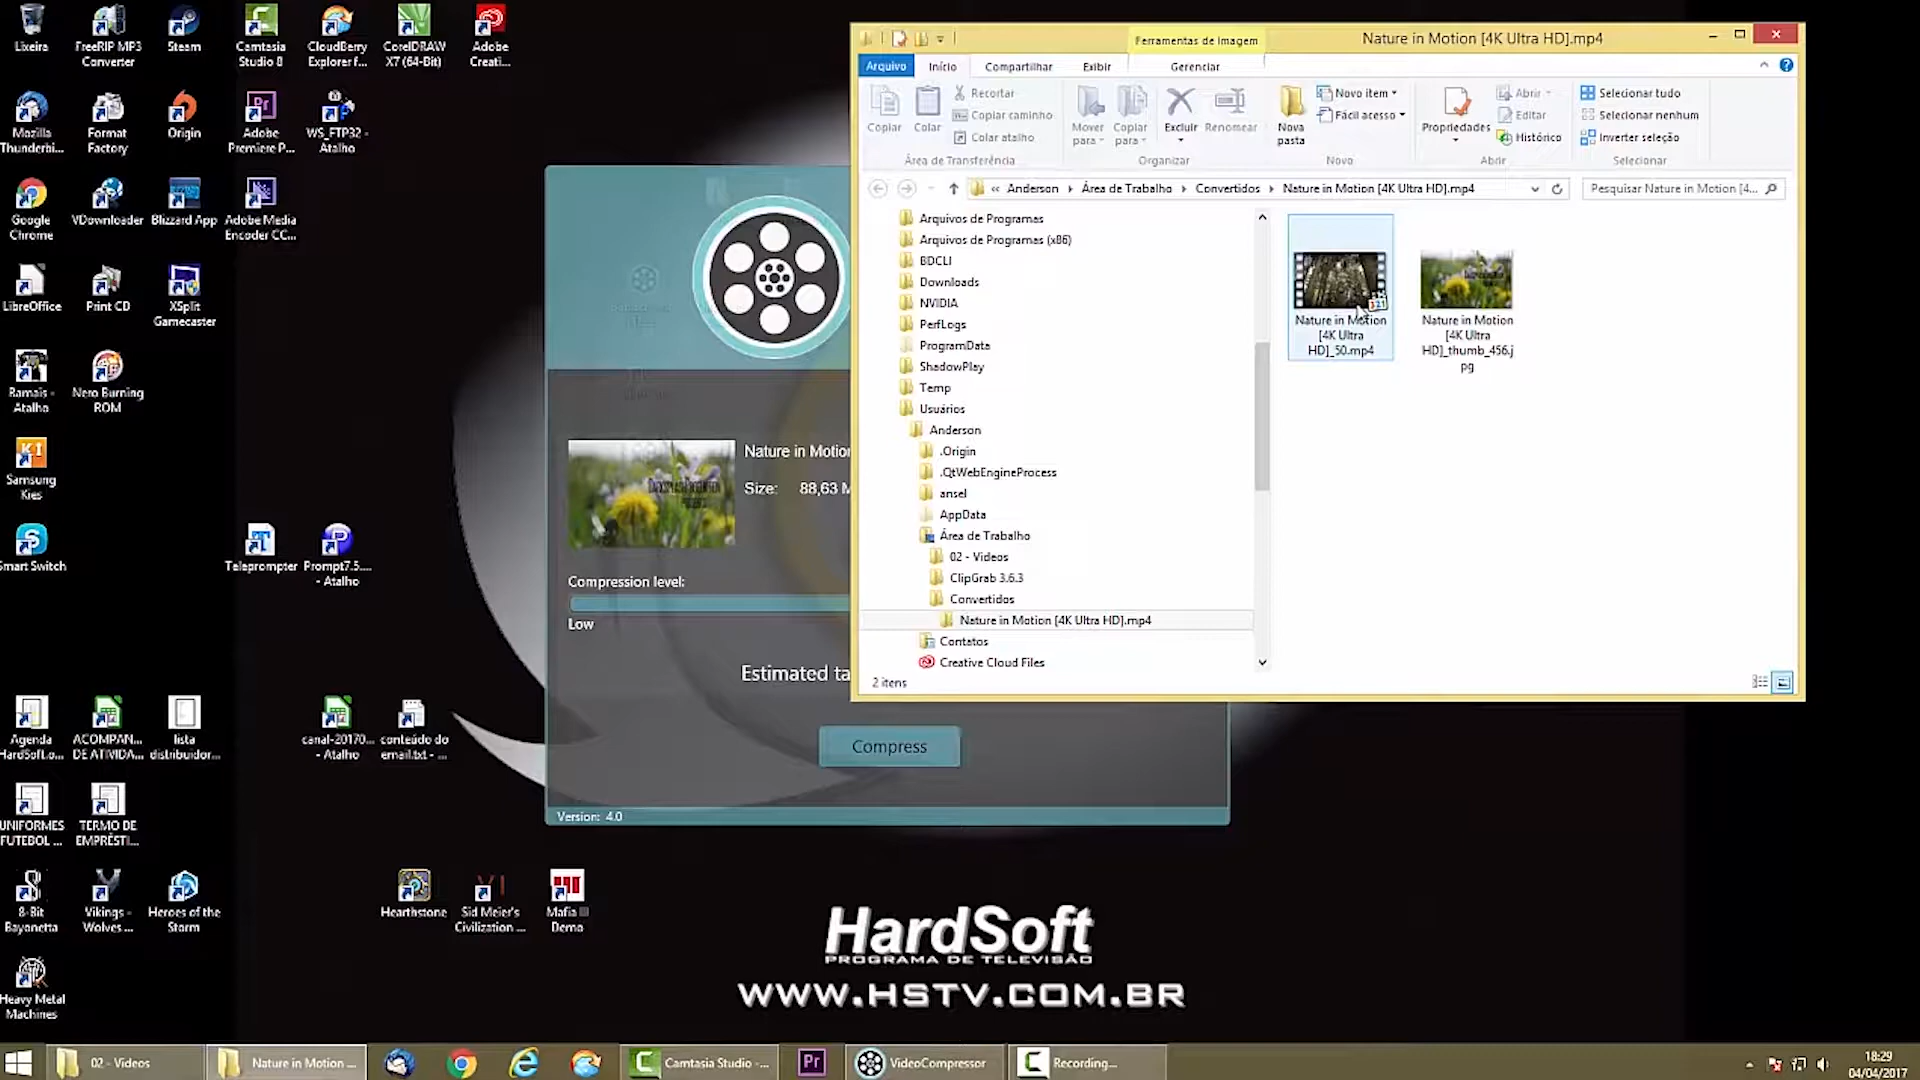 Lixeira
FreeRIP MP3
Converter
Steam
Camtasia
Studio 8
CloudBerry
Explorer f...
CorelDRAW
X7 (64-Bit)
Adobe
Creati...
Mozilla
Thunderbi...
Format
Factory
Origin
Adobe
Premiere P...
WS_FTP32 -
Atalho
Google
Chrome
VDownloader
Blizzard App
Adobe Media
Encoder CC...
LibreOffice
Print CD
XSplit
Gamecaster
Ramais -
Atalho
Nero Burning
ROM
Samsung
Kies
Smart Switch
Teleprompter
Prompt7.5....
- Atalho
Agenda
HardSoft.o...
ACOMPAN...
DE ATIVIDA...
lista
distribuidor...
canal-20170...
- Atalho
conteúdo do
email.txt - ...
UNIFORMES
FUTEBOL ...
TERMO DE
EMPRÉSTI...
8-Bit
Bayonetta
Vikings -
Wolves ...
Heroes of the
Storm
Hearthstone
Sid Meier's
Civilization ...
Mafia III
Demo
Heavy Metal
Machines
Nature in Motion
Size: 88,63 M
Compression level:
Low
Estimated ta
Compress
Version: 4.0
Ferramentas de Imagem
Nature in Motion [4K Ultra HD].mp4
Arquivo
Início
Compartilhar
Exibir
Gerenciar
Copiar
Colar
Recortar
Copiar caminho
Colar atalho
Área de Transferência
Mover
para
Copiar
para
Excluir
Renomear
Organizar
Nova
pasta
Novo item
Fácil acesso
Novo
Propriedades
Abrir
Editar
Histórico
Abrir
Selecionar tudo
Selecionar nenhum
Inverter seleção
Selecionar
« Anderson
Área de Trabalho
Convertidos
Nature in Motion [4K Ultra HD].mp4
Pesquisar Nature in Motion [4...
Arquivos de Programas
Arquivos de Programas (x86)
BDCLI
Downloads
NVIDIA
PerfLogs
ProgramData
ShadowPlay
Temp
Usuários
Anderson
.Origin
.QtWebEngineProcess
ansel
AppData
Área de Trabalho
02 - Videos
ClipGrab 3.6.3
Convertidos
Nature in Motion [4K Ultra HD].mp4
Contatos
Creative Cloud Files
Nature in Motion
[4K Ultra
HD]_50.mp4
Nature in Motion
[4K Ultra
HD]_thumb_456.j
pg
2 itens
HardSoft
PROGRAMA DE TELEVISÃO
WWW.HSTV.COM.BR
02 - Videos
Nature in Motion ...
Camtasia Studio -...
VideoCompressor
Recording...
18:29
04/04/2017